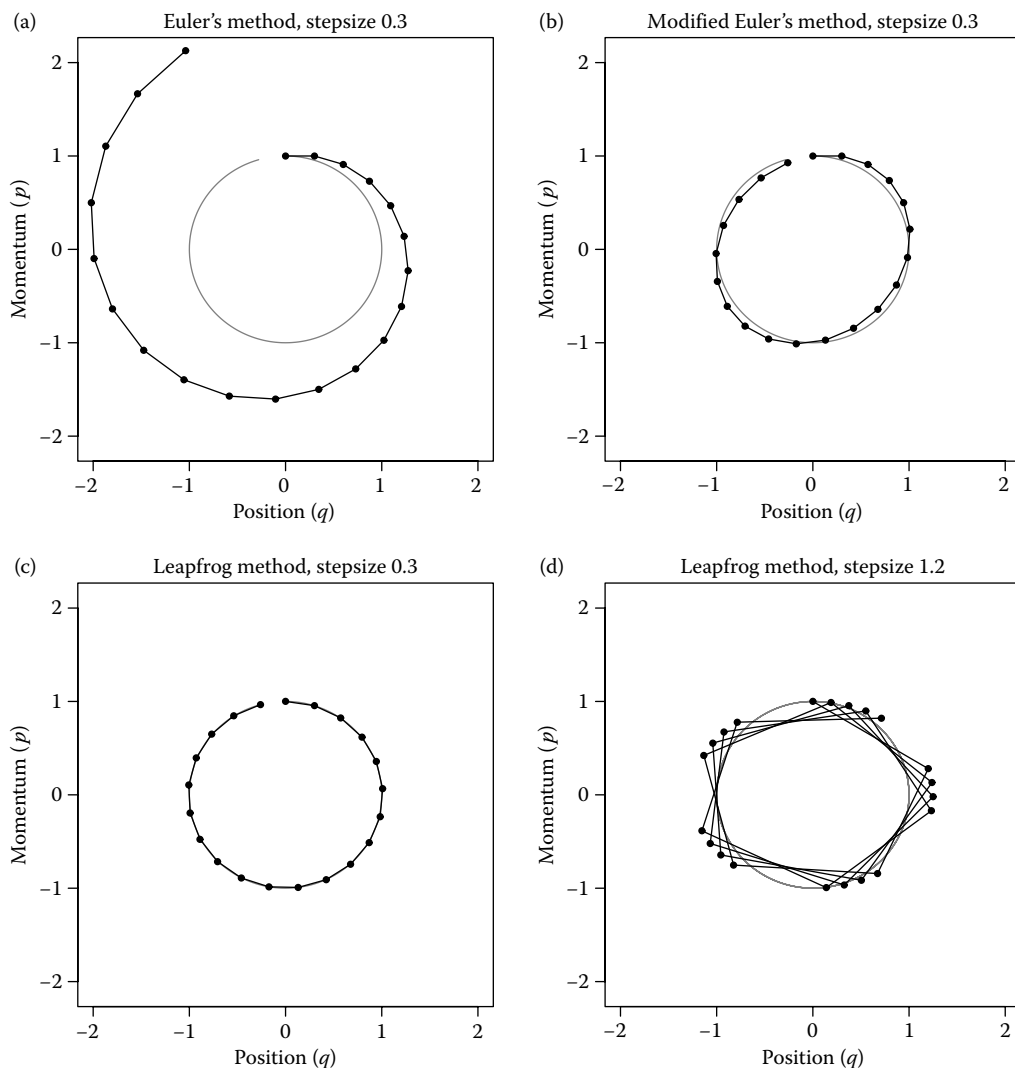 (a)
Euler's method, stepsize 0.3
2
1
0
−1
−2
Momentum (p)
−2
−1
0
1
2
Position (q)
(b)
Modified Euler's method, stepsize 0.3
2
1
0
−1
−2
Momentum (p)
−2
−1
0
1
2
Position (q)
(c)
Leapfrog method, stepsize 0.3
2
1
0
−1
−2
Momentum (p)
−2
−1
0
1
2
Position (q)
(d)
Leapfrog method, stepsize 1.2
2
1
0
−1
−2
Momentum (p)
−2
−1
0
1
2
Position (q)